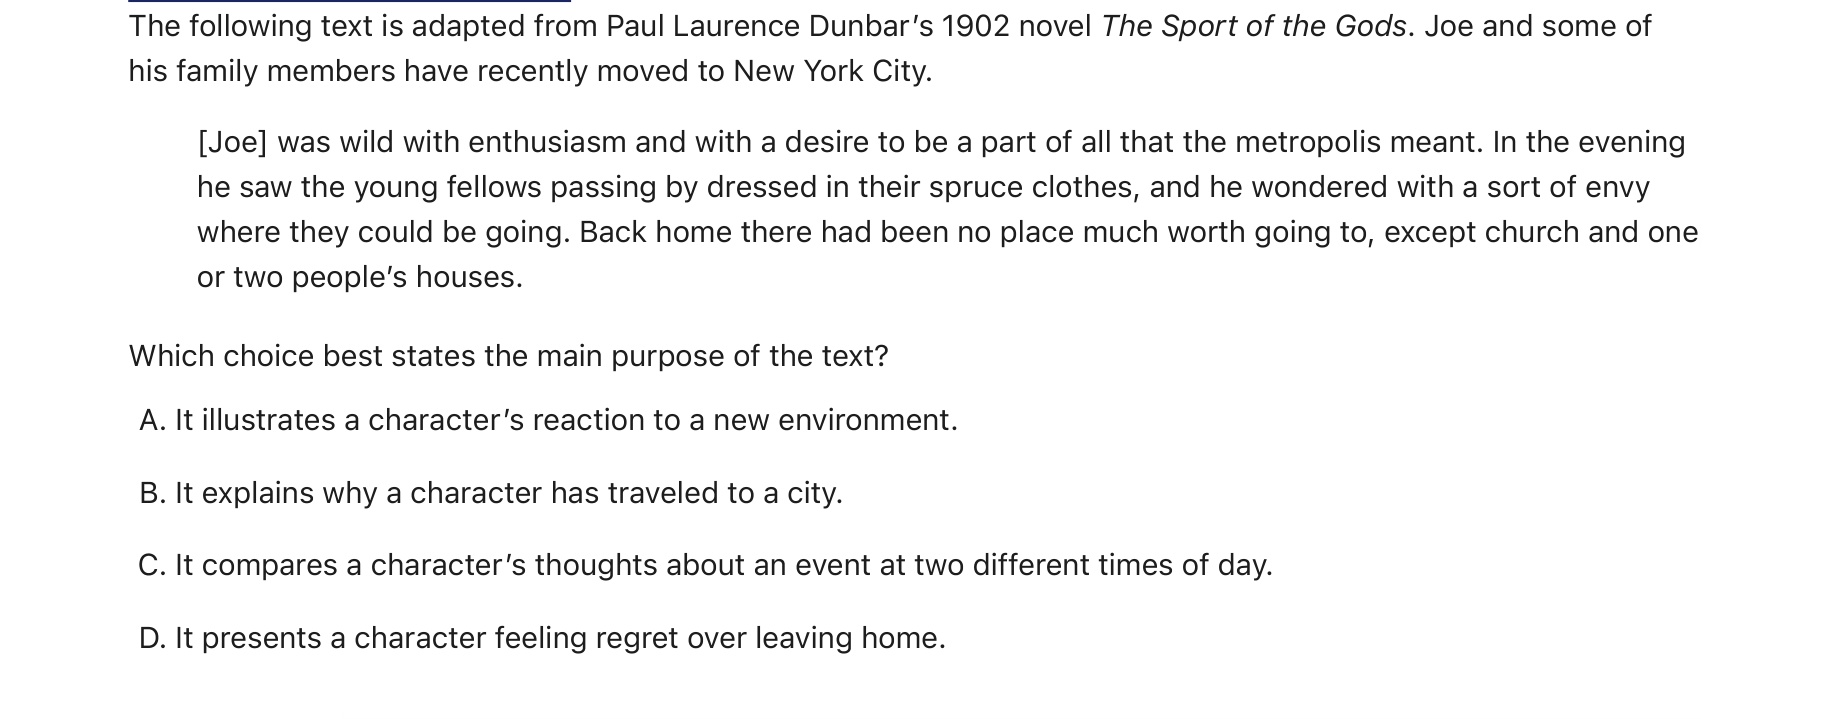 The following text is adapted from Paul Laurence Dunbar’s 1902 novel The Sport of the Gods. Joe and some of
his family members have recently moved to New York City.
[Joe] was wild with enthusiasm and with a desire to be a part of all that the metropolis meant. In the evening
he saw the young fellows passing by dressed in their spruce clothes, and he wondered with a sort of envy
where they could be going. Back home there had been no place much worth going to, except church and one
or two people’s houses.
Which choice best states the main purpose of the text?
A. It illustrates a character’s reaction to a new environment.
B. It explains why a character has traveled to a city.
C. It compares a character’s thoughts about an event at two different times of day.
D. It presents a character feeling regret over leaving home.